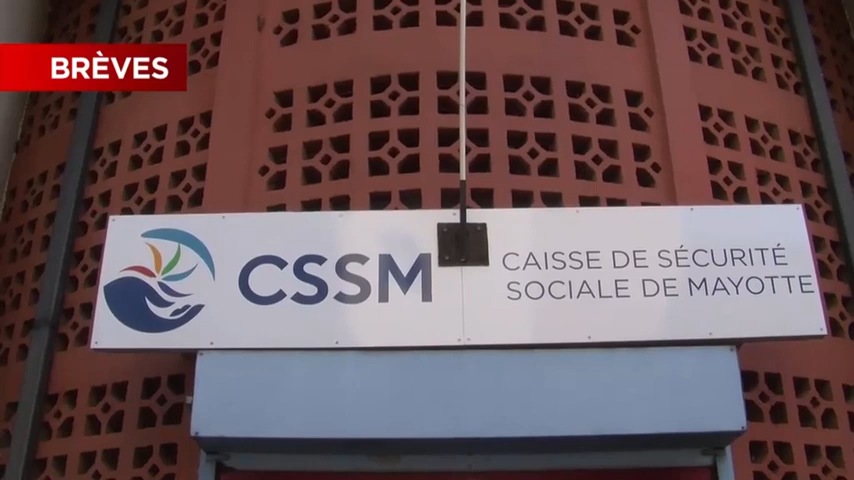 BRÈVES
CSSM
CAISSE DE SÉCURITÉ
SOCIALE DE MAYOTTE